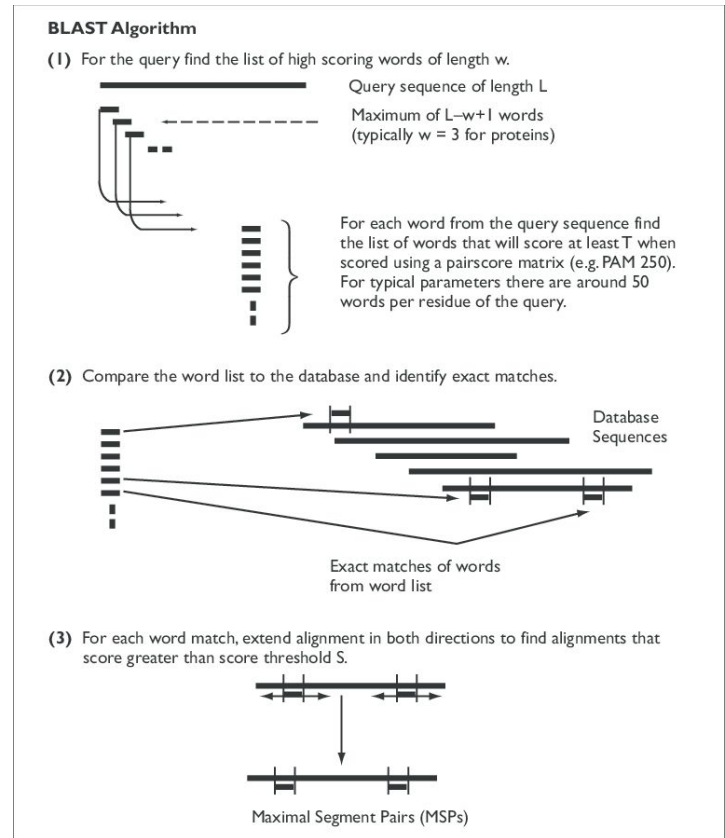 BLAST Algorithm
(1) For the query find the list of high scoring words of length w.
Query sequence of length L
Maximum of L–w+1 words
(typically w = 3 for proteins)
For each word from the query sequence find
the list of words that will score at least T when
scored using a pairscore matrix (e.g. PAM 250).
For typical parameters there are around 50
words per residue of the query.
(2) Compare the word list to the database and identify exact matches.
Database
Sequences
Exact matches of words
from word list
(3) For each word match, extend alignment in both directions to find alignments that
score greater than score threshold S.
Maximal Segment Pairs (MSPs)